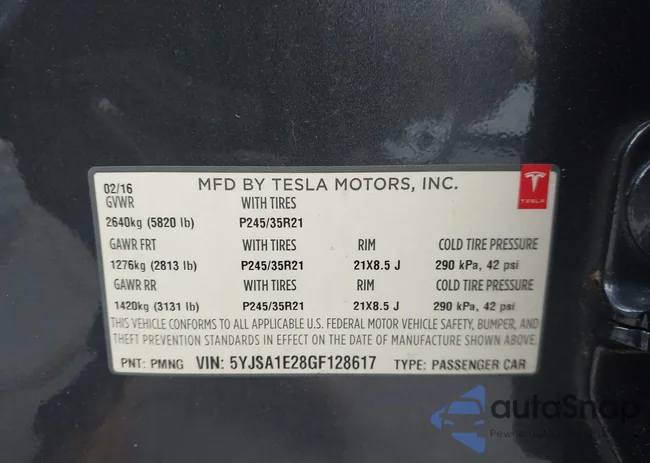 02/16 MFD BY TESLA MOTORS, INC.
GVWR WITH TIRES
2640kg (5820 lb) P245/35R21
TESLA
GAWR FRT WITH TIRES RIM COLD TIRE PRESSURE
1276kg (2813 lb) P245/35R21 21X8.5 J 290 kPa, 42 psi
GAWR RR WITH TIRES RIM COLD TIRE PRESSURE
1420kg (3131 lb) P245/35R21 21X8.5 J 290 kPa, 42 psi
THIS VEHICLE CONFORMS TO ALL APPLICABLE U.S. FEDERAL MOTOR VEHICLE SAFETY, BUMPER, AND
THEFT PREVENTION STANDARDS IN EFFECT ON THE DATE OF MANUFACTURE SHOWN ABOVE.
PNT: PMNG VIN: 5YJSA1E28GF128617 TYPE: PASSENGER CAR
autoSnap